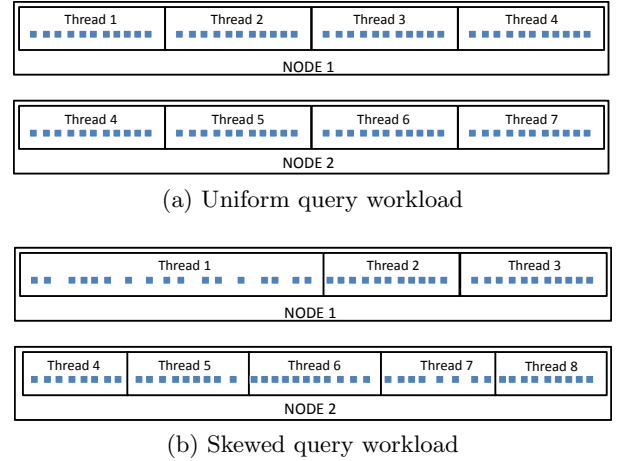 Thread 1 Thread 2 Thread 3 Thread 4
NODE 1
Thread 4 Thread 5 Thread 6 Thread 7
NODE 2
(a) Uniform query workload
Thread 1 Thread 2 Thread 3
NODE 1
Thread 4 Thread 5 Thread 6 Thread 7 Thread 8
NODE 2
(b) Skewed query workload